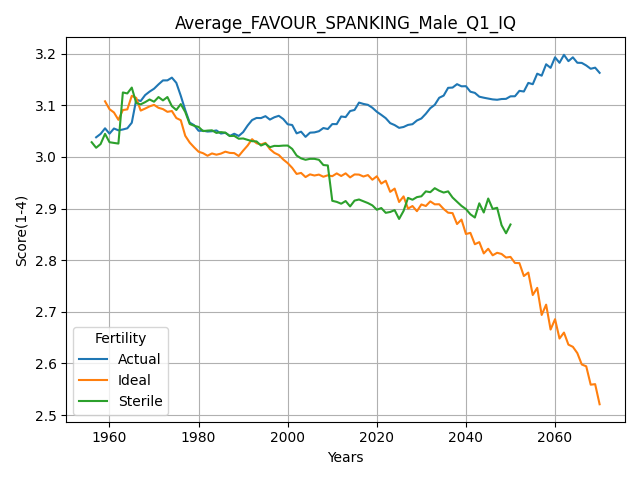 Average_FAVOUR_SPANKING_Male_Q1_IQ
Score(1-4)
3.2
3.1
3.0
2.9
2.8
2.7
2.6
2.5
Fertility
Actual
Ideal
Sterile
1960 1980 2000 2020 2040 2060
Years